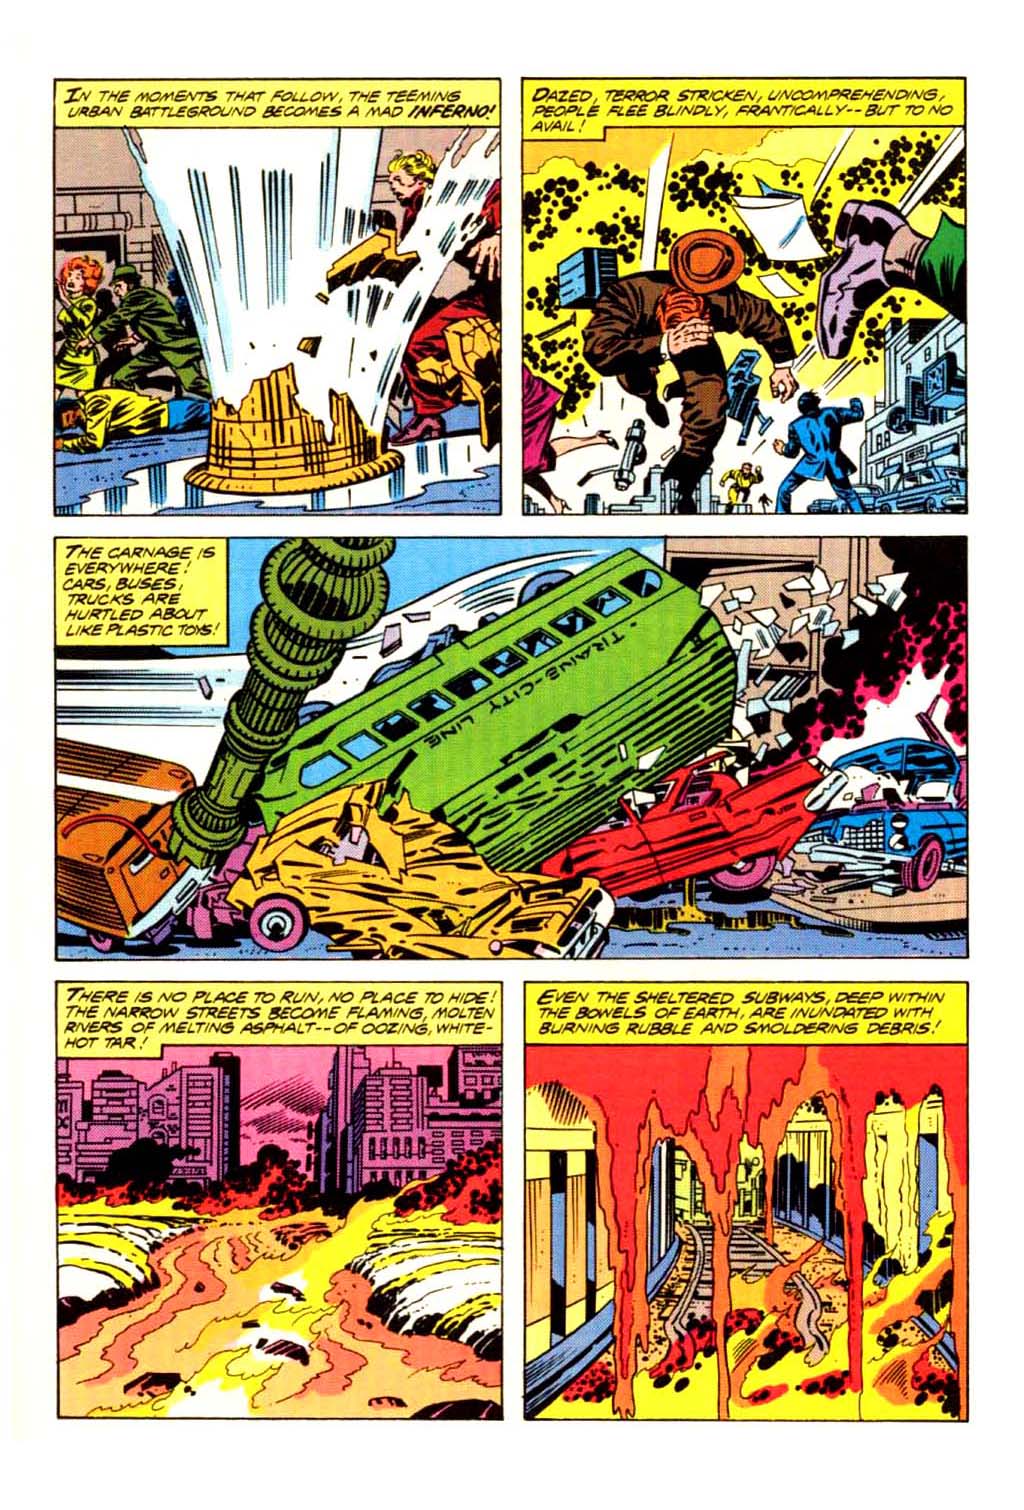 IN THE MOMENTS THAT FOLLOW, THE TEEMING
URBAN BATTLEGROUND BECOMES A MAD INFERNO!
DAZED, TERROR STRICKEN, UNCOMPREHENDING,
PEOPLE FLEE BLINDLY, FRANTICALLY--BUT TO NO
AVAIL!
THE CARNAGE IS
EVERYWHERE!
CARS, BUSES,
TRUCKS ARE
HURTLED ABOUT
LIKE PLASTIC TOYS!
-TRANS-CITY LINE
THERE IS NO PLACE TO RUN, NO PLACE TO HIDE!
THE NARROW STREETS BECOME FLAMING, MOLTEN
RIVERS OF MELTING ASPHALT--OF OOZING, WHITE-
HOT TAR!
EVEN THE SHELTERED SUBWAYS, DEEP WITHIN
THE BOWELS OF EARTH, ARE INUNDATED WITH
BURNING RUBBLE AND SMOLDERING DEBRIS!